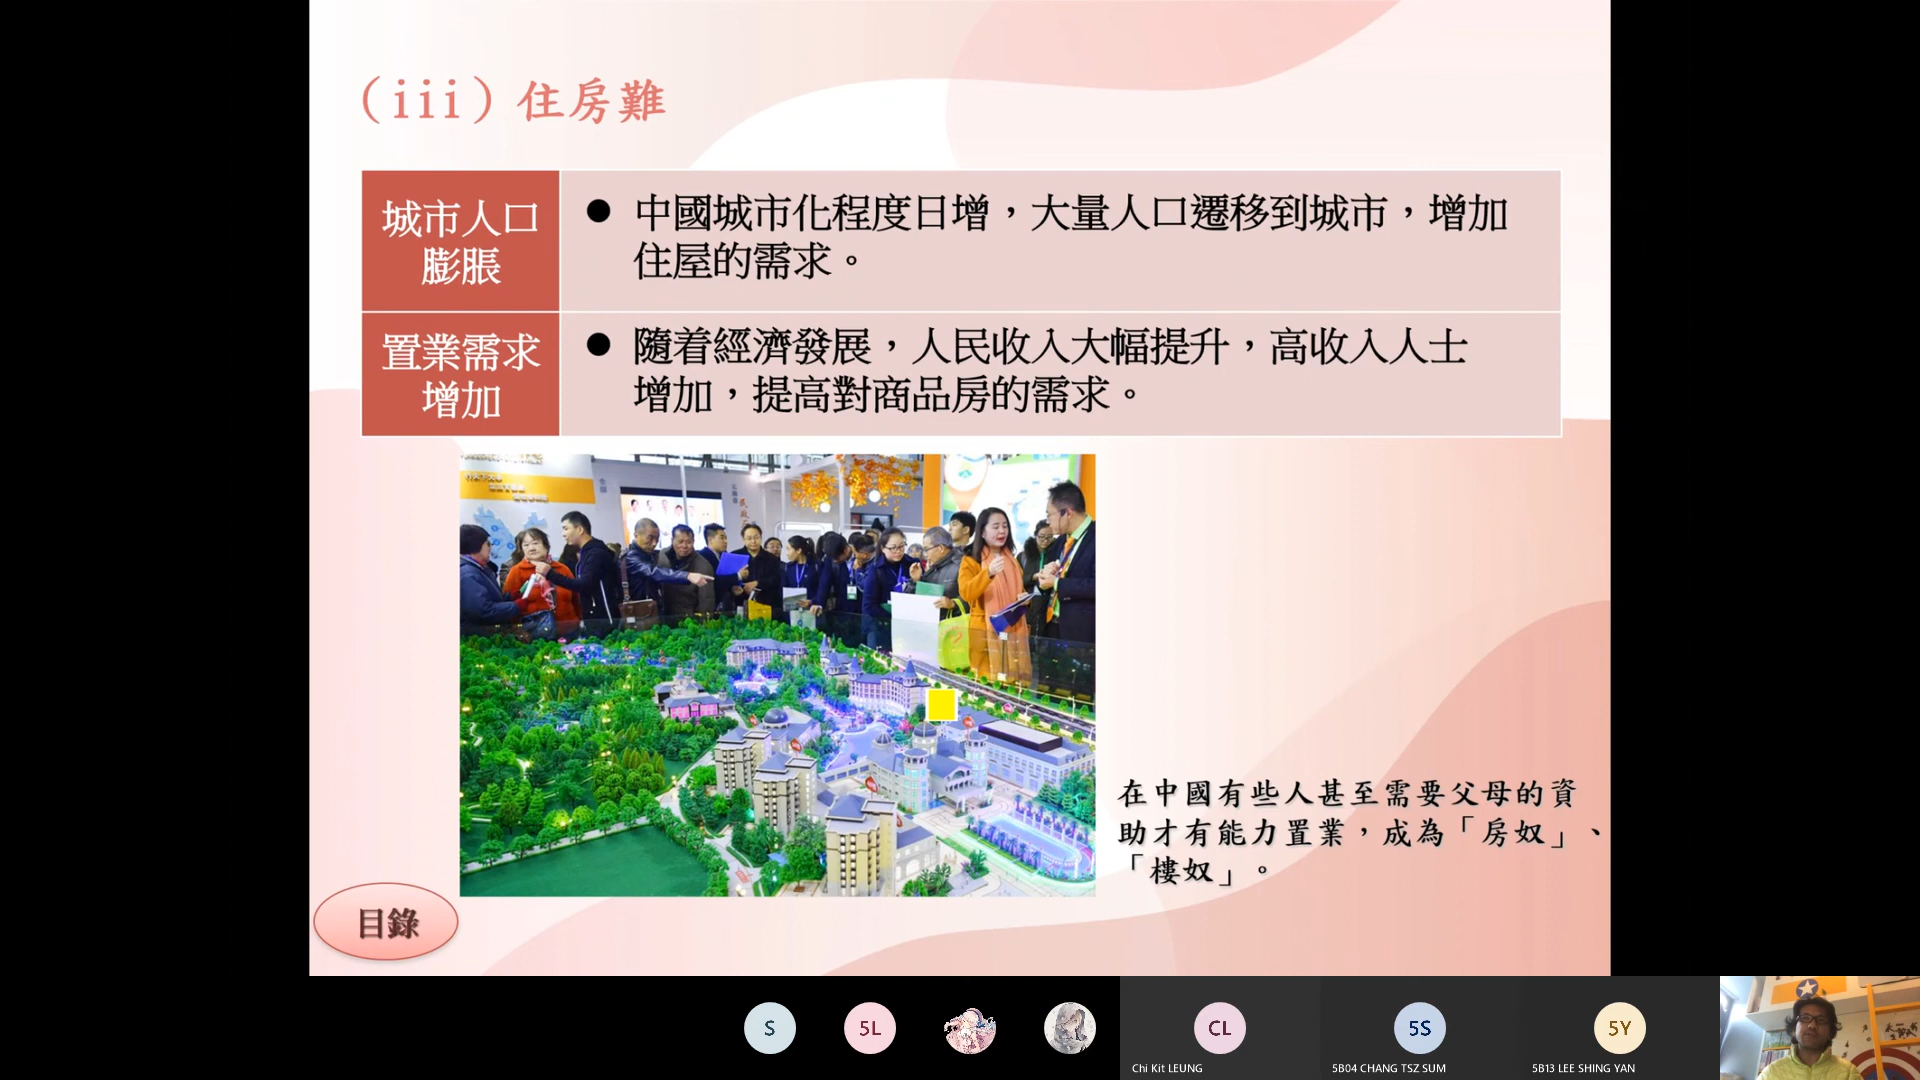 （iii）住房難
城市人口
膨脹
● 中國城市化程度日增，大量人口遷移到城市，增加
住屋的需求。
置業需求
增加
● 隨着經濟發展，人民收入大幅提升，高收入人士
增加，提高對商品房的需求。
在中國有些人甚至需要父母的資
助才有能力置業，成為「房奴」、
「樓奴」。
目錄
S
5L
CL
5S
5Y
Chi Kit LEUNG
5B04 CHANG TSZ SUM
5B13 LEE SHING YAN